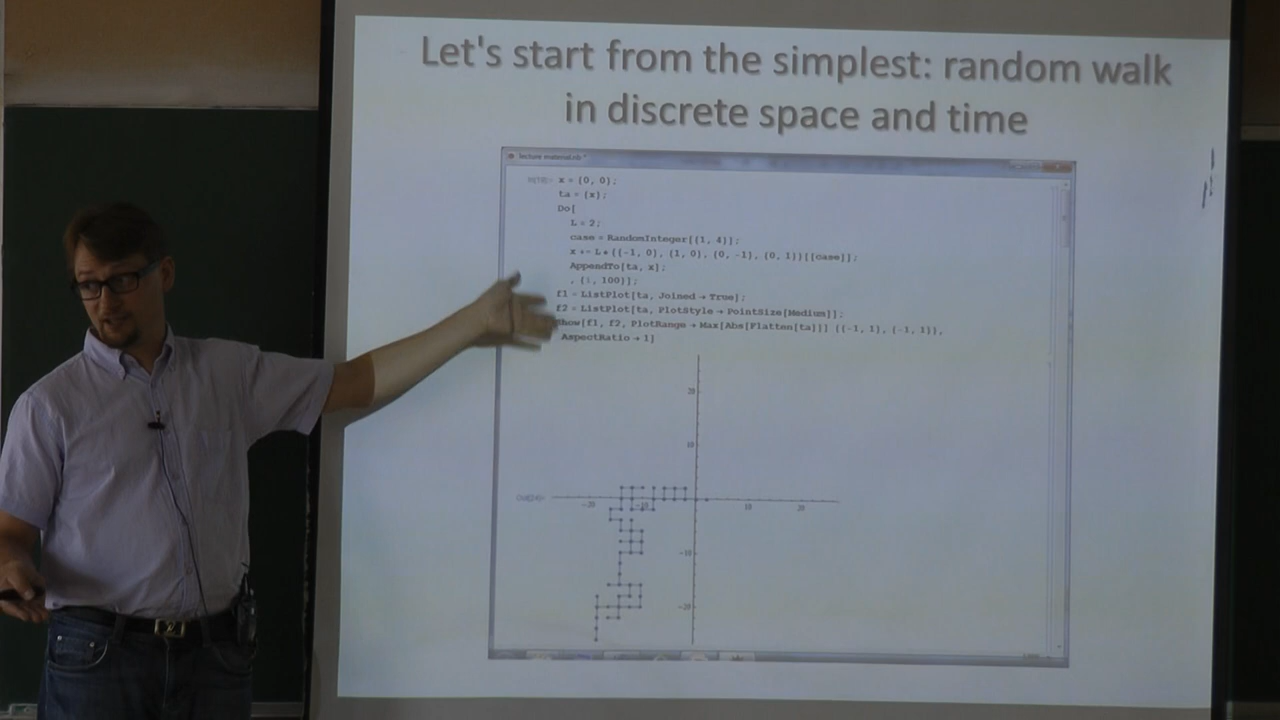 Let's start from the simplest: random walk
in discrete space and time
lecture material.nb *
x = {0, 0};
ta = {x};
Do[
L = 2;
case = RandomInteger[{1, 4}];
x += L * {{-1, 0}, {1, 0}, {0, -1}, {0, 1}}[[case]];
AppendTo[ta, x];
, {i, 100}];
f1 = ListPlot[ta, Joined → True];
f2 = ListPlot[ta, PlotStyle → PointSize[Medium]];
Show[f1, f2, PlotRange → Max[Abs[Flatten[ta]]] {{-1, 1}, {-1, 1}},
AspectRatio → 1]
20
10
-20 -10 10 20
-10
-20